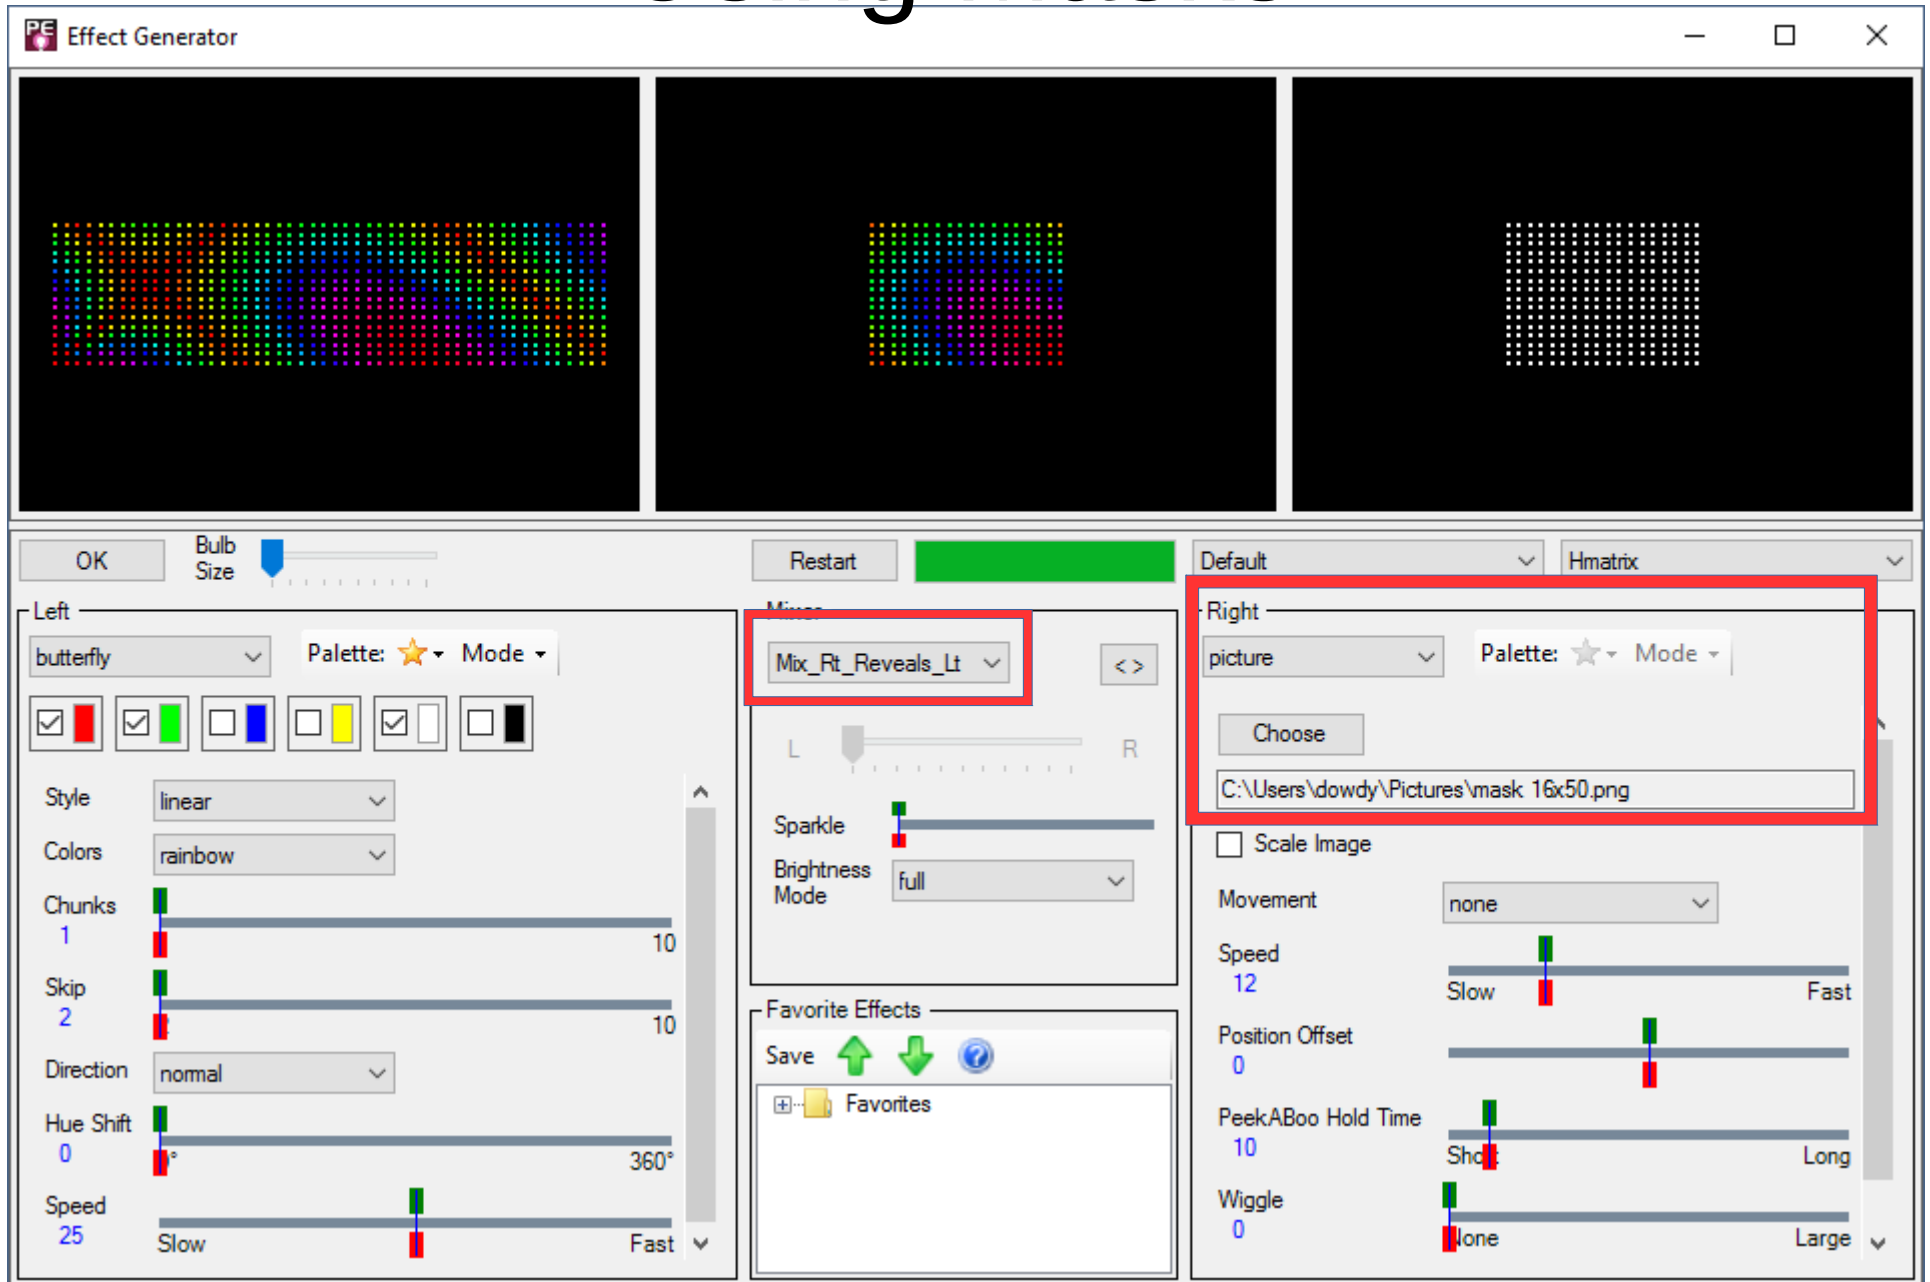 PE Effect Generator
OK
Bulb Size
Restart
Default
Hmatrix
Left
butterfly
Palette:
Mode
Style
linear
Colors
rainbow
Chunks
1
10
Skip
2
10
Direction
normal
Hue Shift
0
360°
Speed
25
Slow
Fast
Mix_Rt_Reveals_Lt
< >
L
R
Sparkle
Brightness Mode
full
Favorite Effects
Save
Favorites
Right
picture
Palette:
Mode
Choose
C:\Users\dowdy\Pictures\mask 16x50.png
Scale Image
Movement
none
Speed
12
Slow
Fast
Position Offset
0
PeekABoo Hold Time
10
Short
Long
Wiggle
0
None
Large